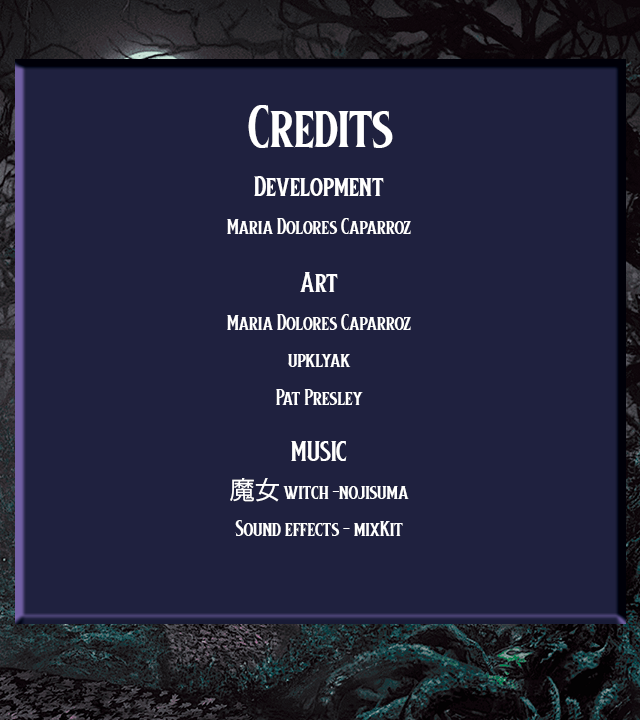 Credits
Development
Maria Dolores Caparroz
Art
Maria Dolores Caparroz
upklyak
Pat Presley
MUSIC
魔女 witch -nojisuma
Sound effects - mixKit